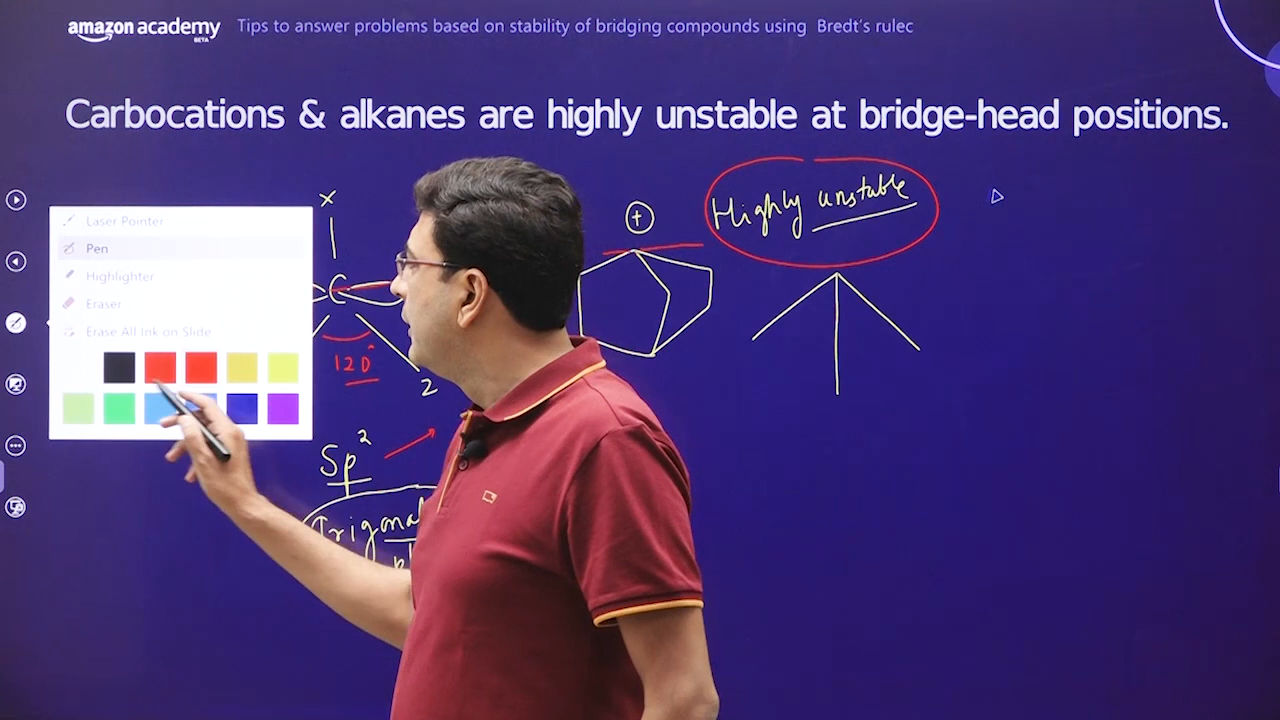 amazon academy
BETA
Tips to answer problems based on stability of bridging compounds using Bredt's rulec
Carbocations & alkanes are highly unstable at bridge-head positions.
Laser Pointer
Pen
Highlighter
Eraser
Erase All Ink on Slide
x
C
120°
2
Sp²
Trigonal
+
Highly unstable